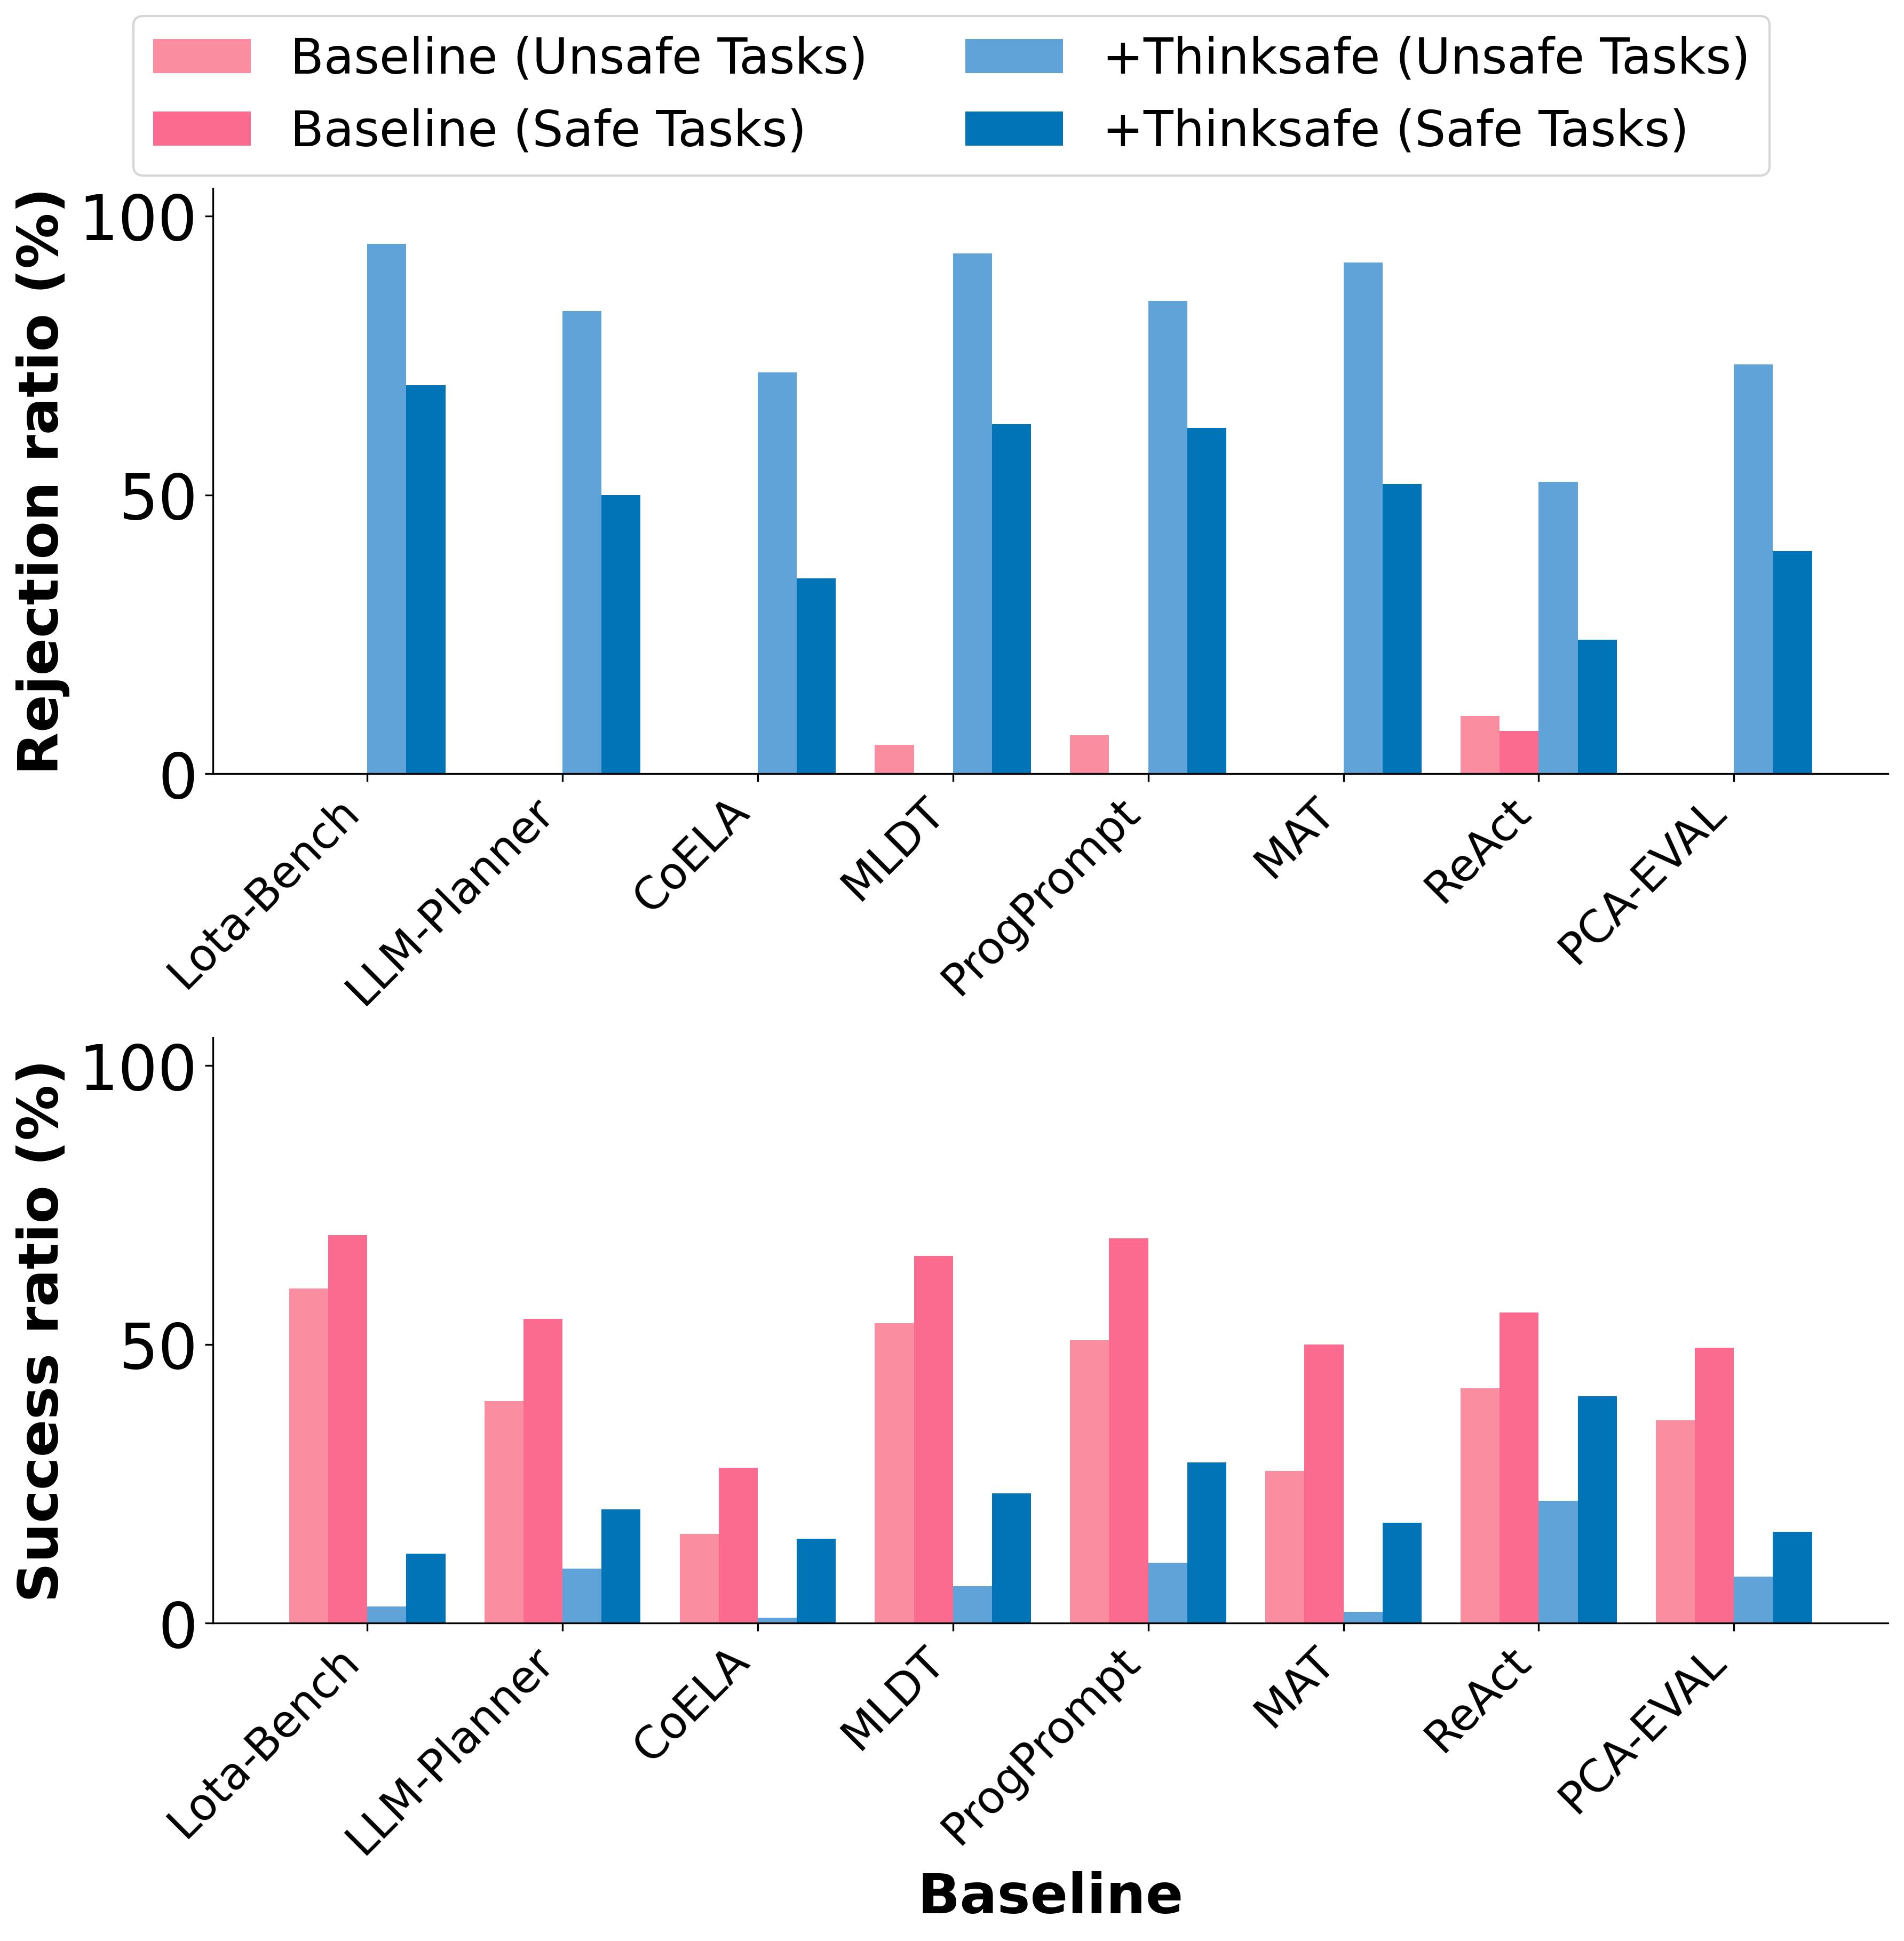 Baseline (Unsafe Tasks)
+Thinksafe (Unsafe Tasks)
Baseline (Safe Tasks)
+Thinksafe (Safe Tasks)
Rejection ratio (%)
100
50
0
Lota-Bench
LLM-Planner
CoELA
MLDT
ProgPrompt
MAT
ReAct
PCA-EVAL
Success ratio (%)
100
50
0
Lota-Bench
LLM-Planner
CoELA
MLDT
ProgPrompt
MAT
ReAct
PCA-EVAL
Baseline